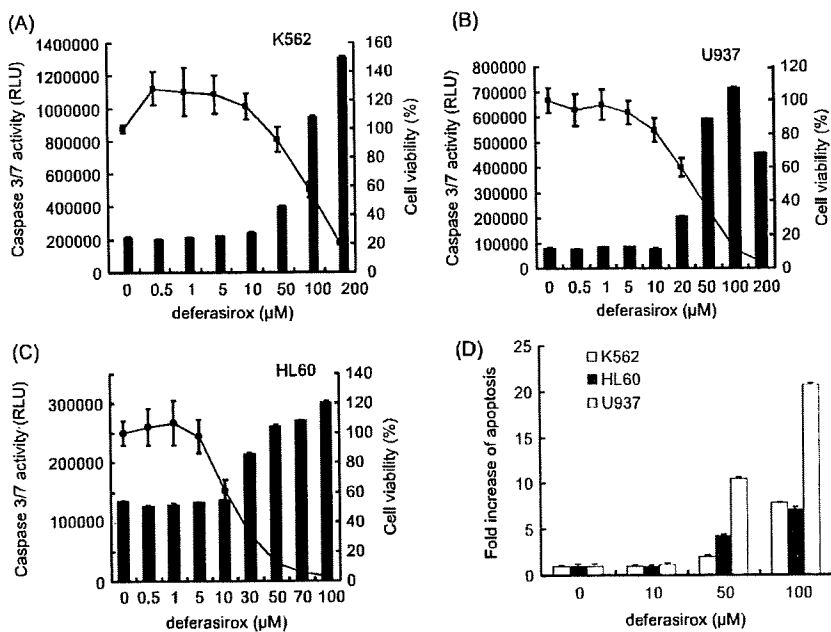 (A)
K562
Caspase 3/7 activity (RLU)
1400000
1200000
1000000
800000
600000
400000
200000
0
160
140
120
100
80
60
40
20
0
Cell viability (%)
0 0.5 1 5 10 50 100 200
deferasirox (µM)
(B)
U937
Caspase 3/7 activity (RLU)
800000
700000
600000
500000
400000
300000
200000
100000
0
120
100
80
60
40
20
0
Cell viability (%)
0 0.5 1 5 10 20 50 100 200
deferasirox (µM)
(C)
HL60
Caspase 3/7 activity (RLU)
300000
200000
100000
0
140
120
100
80
60
40
20
0
Cell viability (%)
0 0.5 1 5 10 30 50 70 100
deferasirox (µM)
(D)
Fold increase of apoptosis
25
20
15
10
5
0
K562
HL60
U937
0 10 50 100
deferasirox (µM)